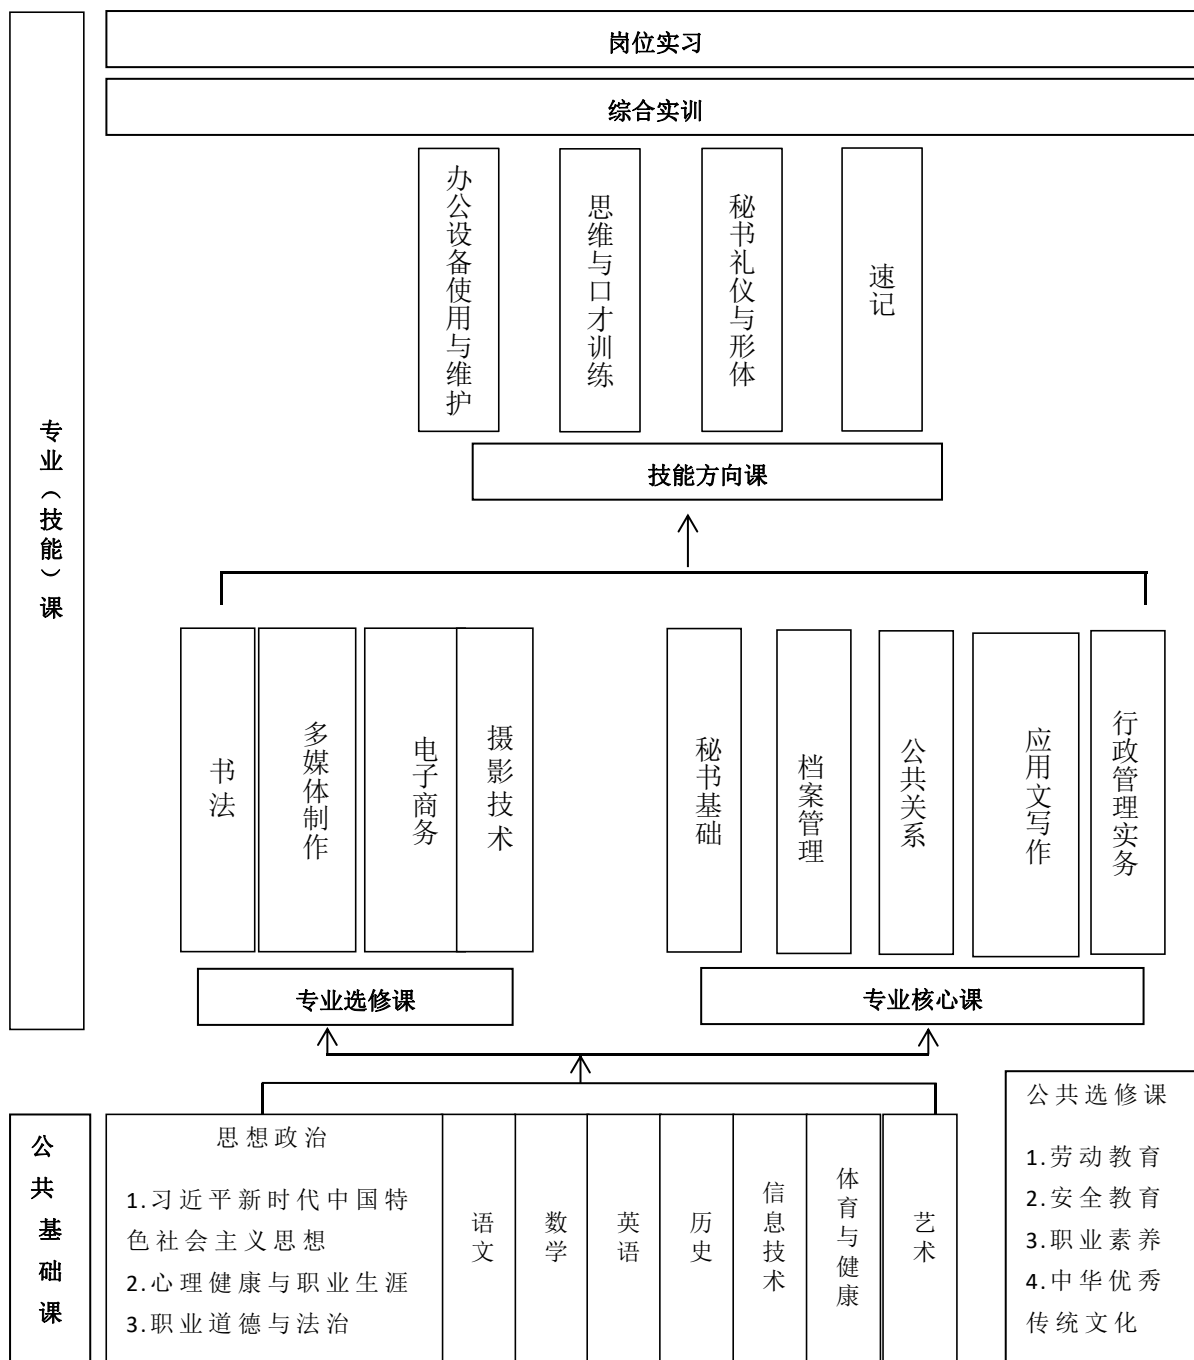 岗位实习
综合实训
办公设备使用与维护
思维与口才训练
秘书礼仪与形体
速记
技能方向课
专业（技能）课
书法
多媒体制作
电子商务
摄影技术
秘书基础
档案管理
公共关系
应用文写作
行政管理实务
专业选修课
专业核心课
公共基础课
思想政治
1.习近平新时代中国特
色社会主义思想
2.心理健康与职业生涯
3.职业道德与法治
语文
数学
英语
历史
信息技术
体育与健康
艺术
公共选修课
1.劳动教育
2.安全教育
3.职业素养
4.中华优秀
传统文化